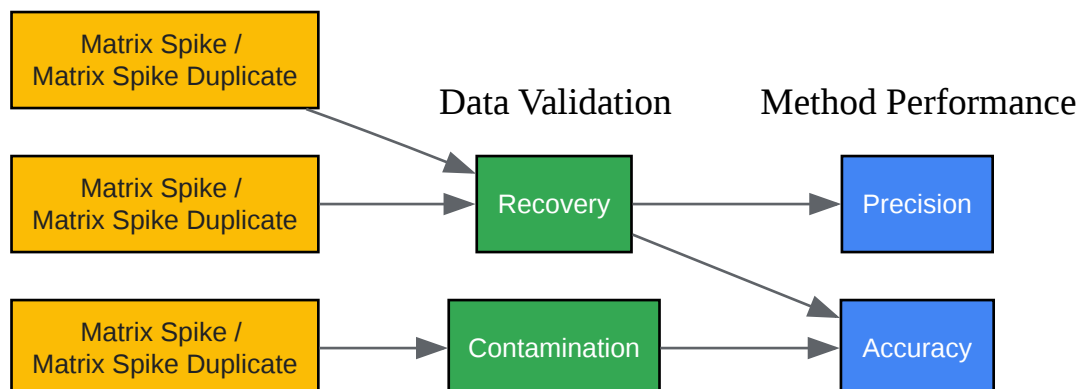 Matrix Spike /
Matrix Spike Duplicate
Data Validation
Method Performance
Matrix Spike /
Matrix Spike Duplicate
Recovery
Precision
Matrix Spike /
Matrix Spike Duplicate
Contamination
Accuracy